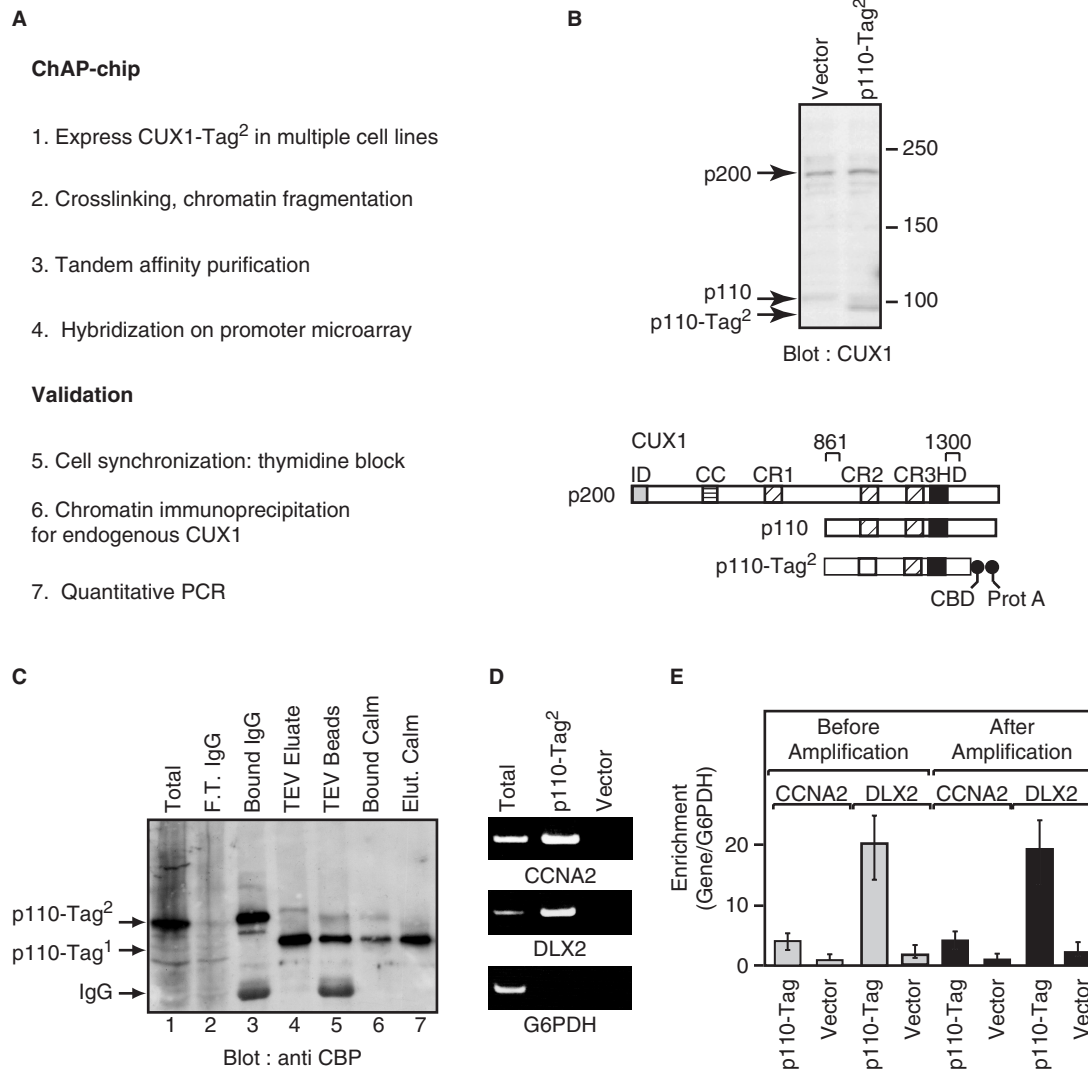 A
ChAP-chip
1. Express CUX1-Tag2 in multiple cell lines
2. Crosslinking, chromatin fragmentation
3. Tandem affinity purification
4. Hybridization on promoter microarray
Validation
5. Cell synchronization: thymidine block
6. Chromatin immunoprecipitation
for endogenous CUX1
7. Quantitative PCR
B
Vector
p110-Tag2
p200
p110
p110-Tag2
250
150
100
Blot : CUX1
CUX1
861
1300
ID
CC
CR1
CR2
CR3HD
p200
p110
p110-Tag2
CBD
Prot A
C
Total
F.T. IgG
Bound IgG
TEV Eluate
TEV Beads
Bound Calm
Elut. Calm
p110-Tag2
p110-Tag1
IgG
1 2 3 4 5 6 7
Blot : anti CBP
D
Total
p110-Tag2
Vector
CCNA2
DLX2
G6PDH
E
Before
Amplification
After
Amplification
CCNA2 DLX2 CCNA2 DLX2
Enrichment
(Gene/G6PDH)
20
10
0
p110-Tag
Vector
p110-Tag
Vector
p110-Tag
Vector
p110-Tag
Vector